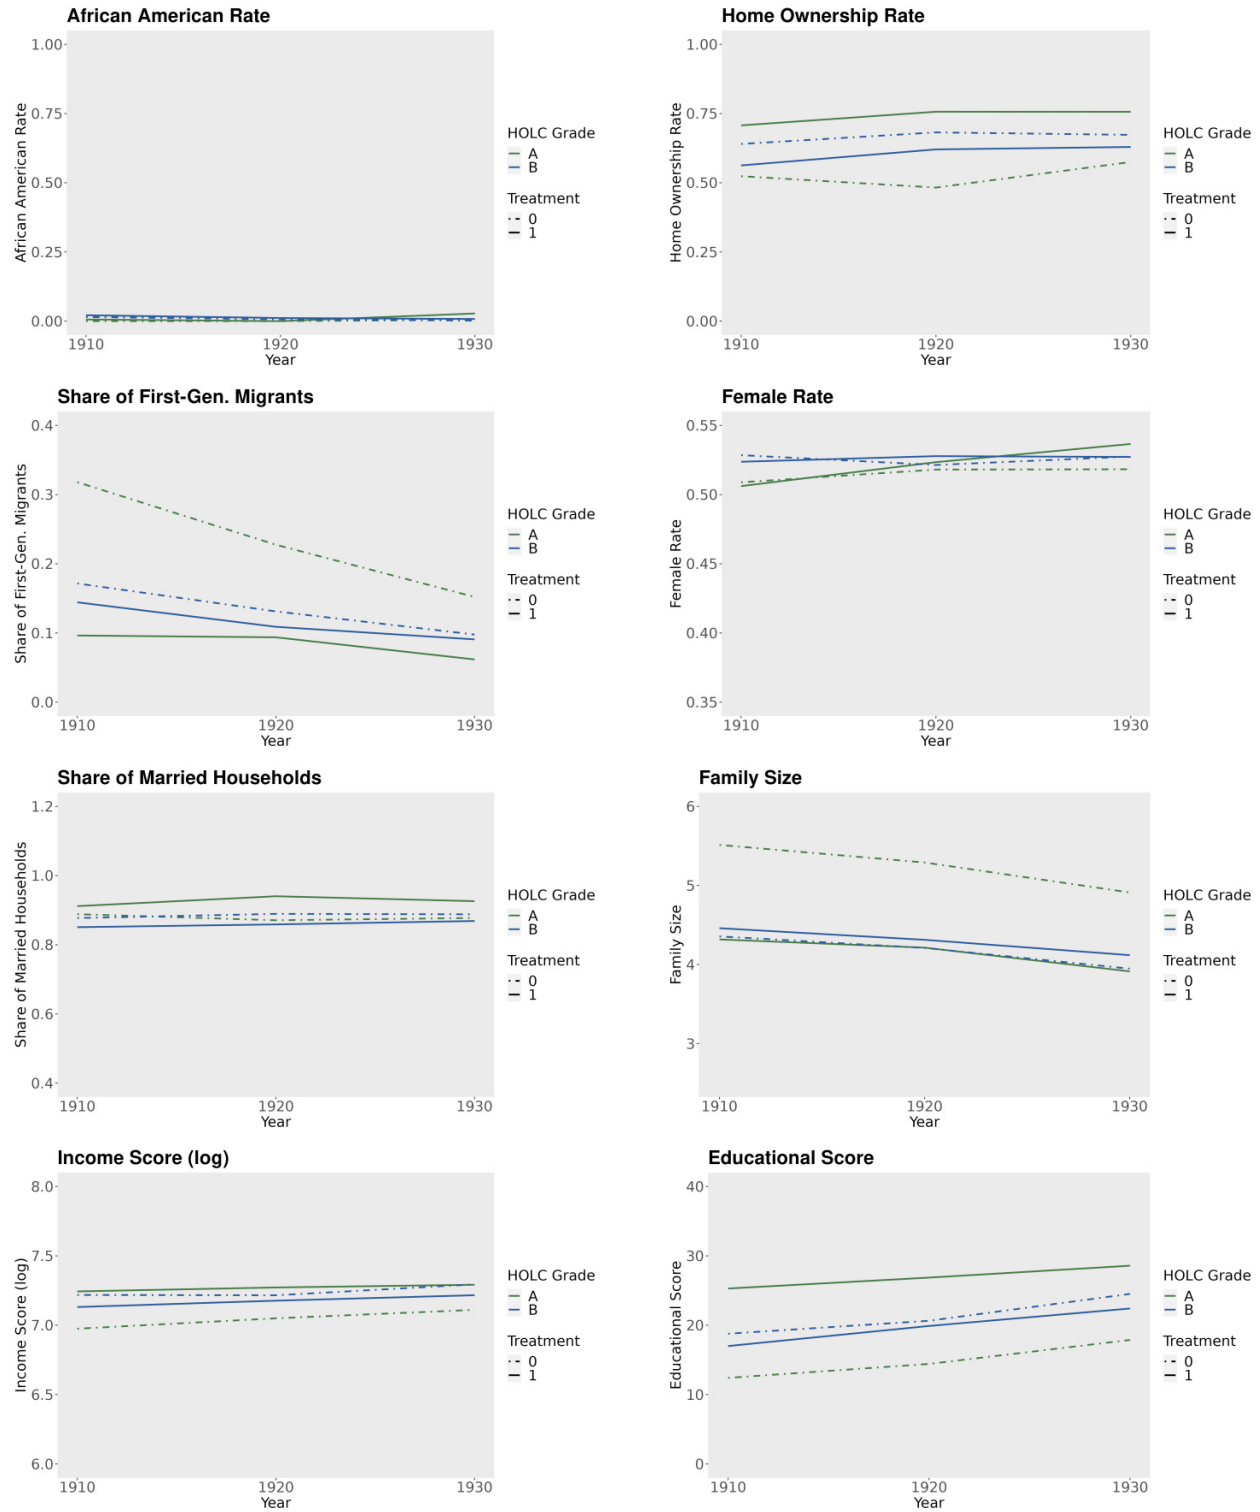 African American Rate
1.00
0.75
0.50
0.25
0.00
African American Rate
1910
1920
1930
Year
HOLC Grade
A
B
Treatment
0
1
Home Ownership Rate
1.00
0.75
0.50
0.25
0.00
Home Ownership Rate
1910
1920
1930
Year
HOLC Grade
A
B
Treatment
0
1
Share of First-Gen. Migrants
0.4
0.3
0.2
0.1
0.0
Share of First-Gen. Migrants
1910
1920
1930
Year
HOLC Grade
A
B
Treatment
0
1
Female Rate
0.55
0.50
0.45
0.40
0.35
Female Rate
1910
1920
1930
Year
HOLC Grade
A
B
Treatment
0
1
Share of Married Households
1.2
1.0
0.8
0.6
0.4
Share of Married Households
1910
1920
1930
Year
HOLC Grade
A
B
Treatment
0
1
Family Size
6
5
4
3
Family Size
1910
1920
1930
Year
HOLC Grade
A
B
Treatment
0
1
Income Score (log)
8.0
7.5
7.0
6.5
6.0
Income Score (log)
1910
1920
1930
Year
HOLC Grade
A
B
Treatment
0
1
Educational Score
40
30
20
10
0
Educational Score
1910
1920
1930
Year
HOLC Grade
A
B
Treatment
0
1